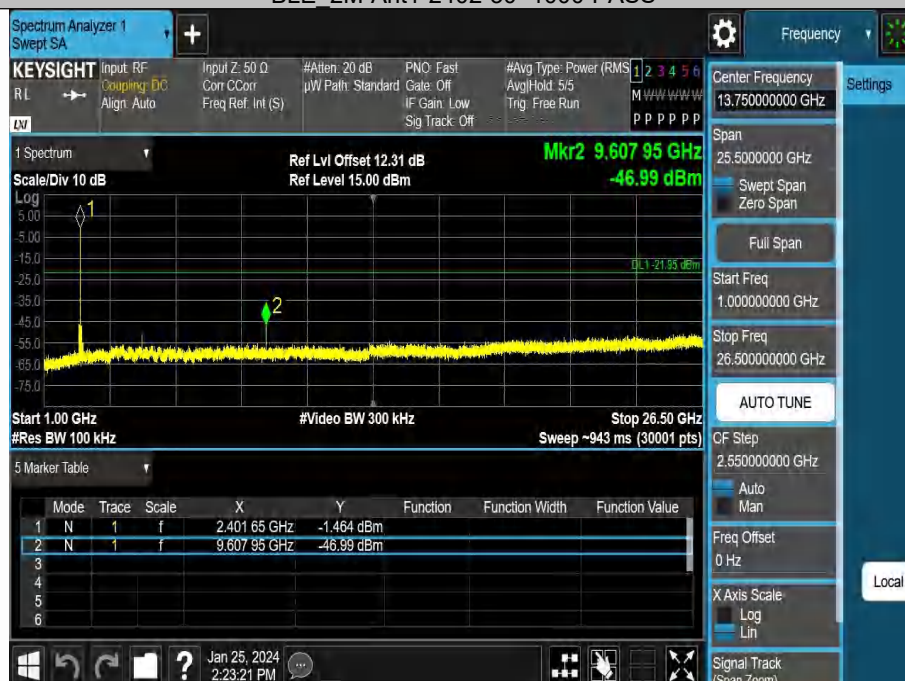 Spectrum Analyzer 1
Swept SA
Frequency
KEYSIGHT
RL
LXI
Input: RF
Coupling: DC
Align: Auto
Input Z: 50 Ω
Corr CCorr
Freq Ref: Int (S)
#Atten: 20 dB
µW Path: Standard
PNO: Fast
Gate: Off
IF Gain: Low
Sig Track: Off
#Avg Type: Power (RMS
Avg|Hold: 5/5
Trig: Free Run
1 2 3 4 5 6
M W W W W W
P P P P P P
Center Frequency
13.750000000 GHz
Settings
Span
25.5000000 GHz
Swept Span
Zero Span
Full Span
Start Freq
1.000000000 GHz
Stop Freq
26.500000000 GHz
AUTO TUNE
CF Step
2.550000000 GHz
Auto
Man
Freq Offset
0 Hz
X Axis Scale
Log
Lin
Signal Track
(Span Zoom)
Local
1 Spectrum
Scale/Div 10 dB
Ref Lvl Offset 12.31 dB
Ref Level 15.00 dBm
Mkr2 9.607 95 GHz
-46.99 dBm
Log
5.00
-5.00
-15.0
-25.0
-35.0
-45.0
-55.0
-65.0
-75.0
1
2
DL1 -21.95 dBm
Start 1.00 GHz
#Video BW 300 kHz
Stop 26.50 GHz
#Res BW 100 kHz
Sweep ~943 ms (30001 pts)
5 Marker Table
Mode Trace Scale X Y Function Function Width Function Value
1 N 1 f 2.401 65 GHz -1.464 dBm
2 N 1 f 9.607 95 GHz -46.99 dBm
3
4
5
6
?
Jan 25, 2024
2:23:21 PM